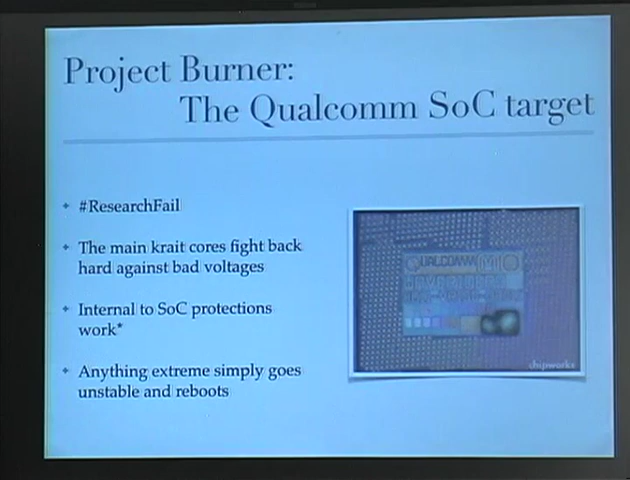 Project Burner:
The Qualcomm SoC target
#ResearchFail
The main krait cores fight back
hard against bad voltages
Internal to SoC protections
work*
Anything extreme simply goes
unstable and reboots
QUALCOMM
chipworks